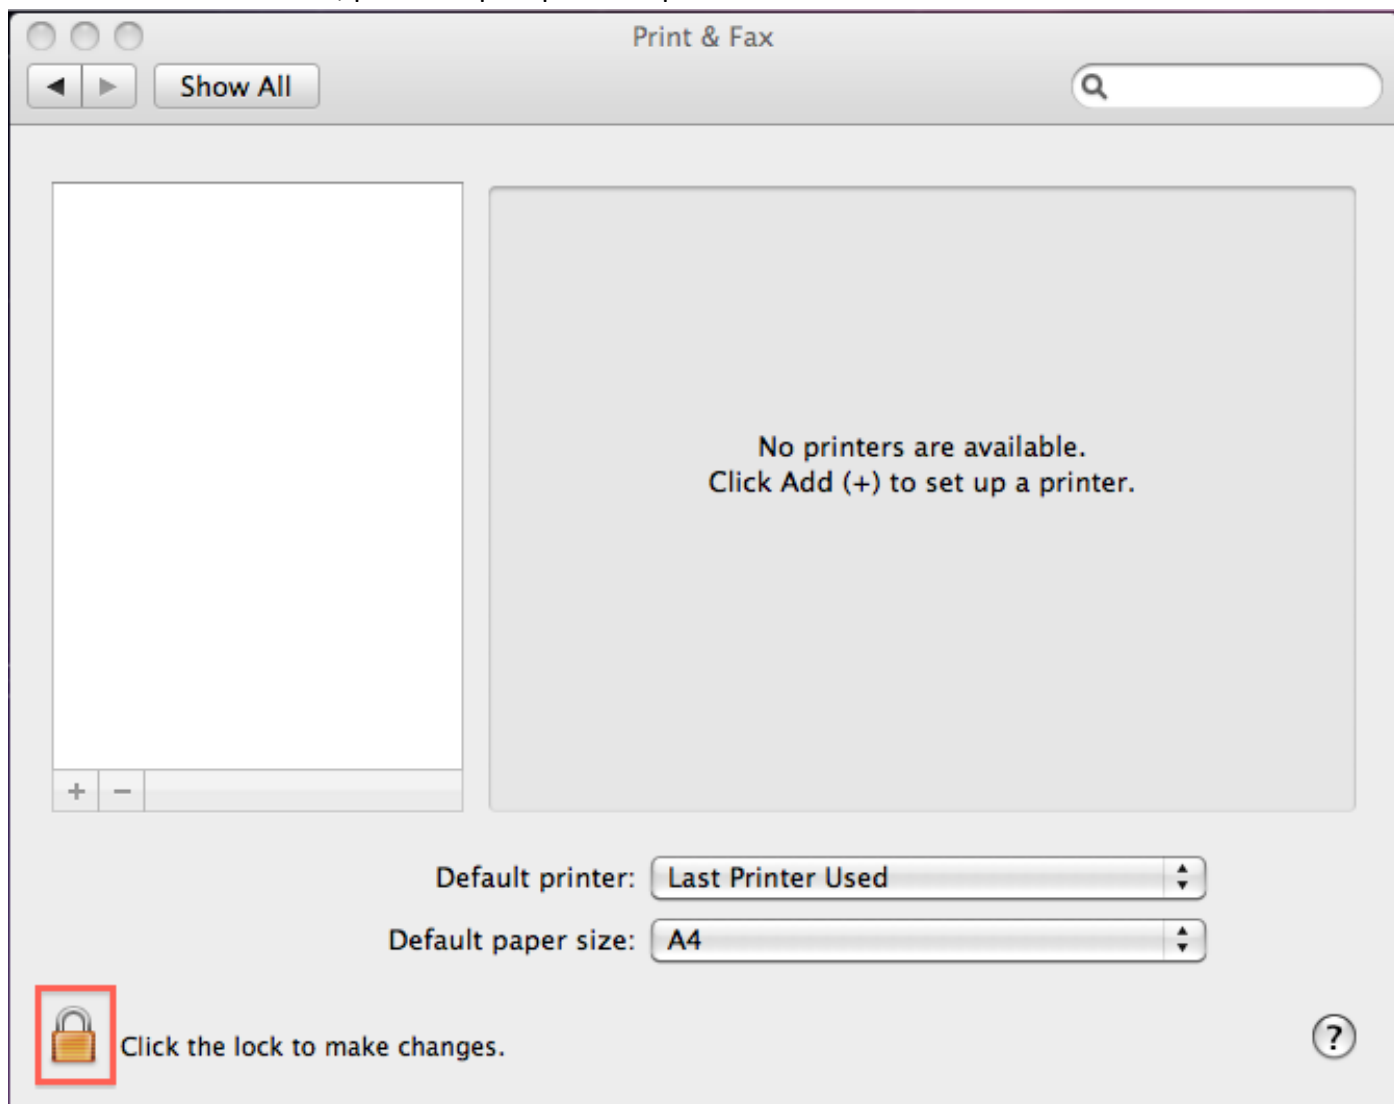 Print & Fax
Show All
No printers are available.
Click Add (+) to set up a printer.
+ −
Default printer: Last Printer Used
Default paper size: A4
Click the lock to make changes.
?